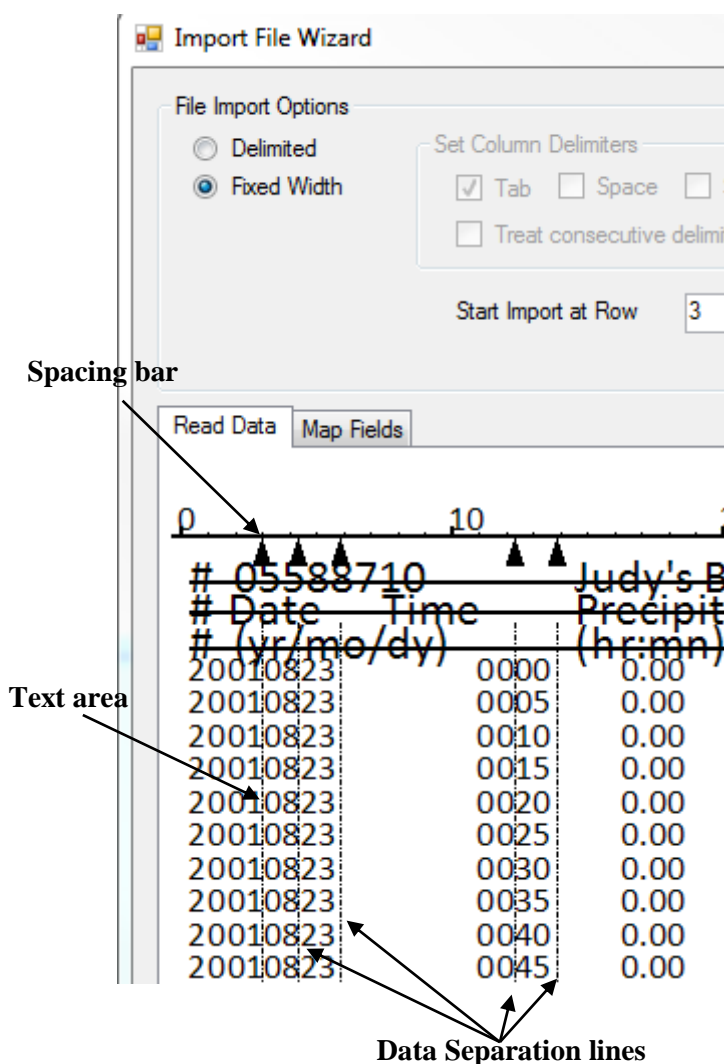 Import File Wizard
File Import Options
Delimited
Set Column Delimiters
Fixed Width
Tab
Space
Treat consecutive delimi
Start Import at Row
3
Spacing bar
Read Data
Map Fields
0
10
# 05588710 Judy's B
# Date Time Precipit
# (yr/mo/dy) (hr:mn)
20010823 0000 0.00
Text area
20010823 0005 0.00
20010823 0010 0.00
20010823 0015 0.00
20010823 0020 0.00
20010823 0025 0.00
20010823 0030 0.00
20010823 0035 0.00
20010823 0040 0.00
20010823 0045 0.00
Data Separation lines